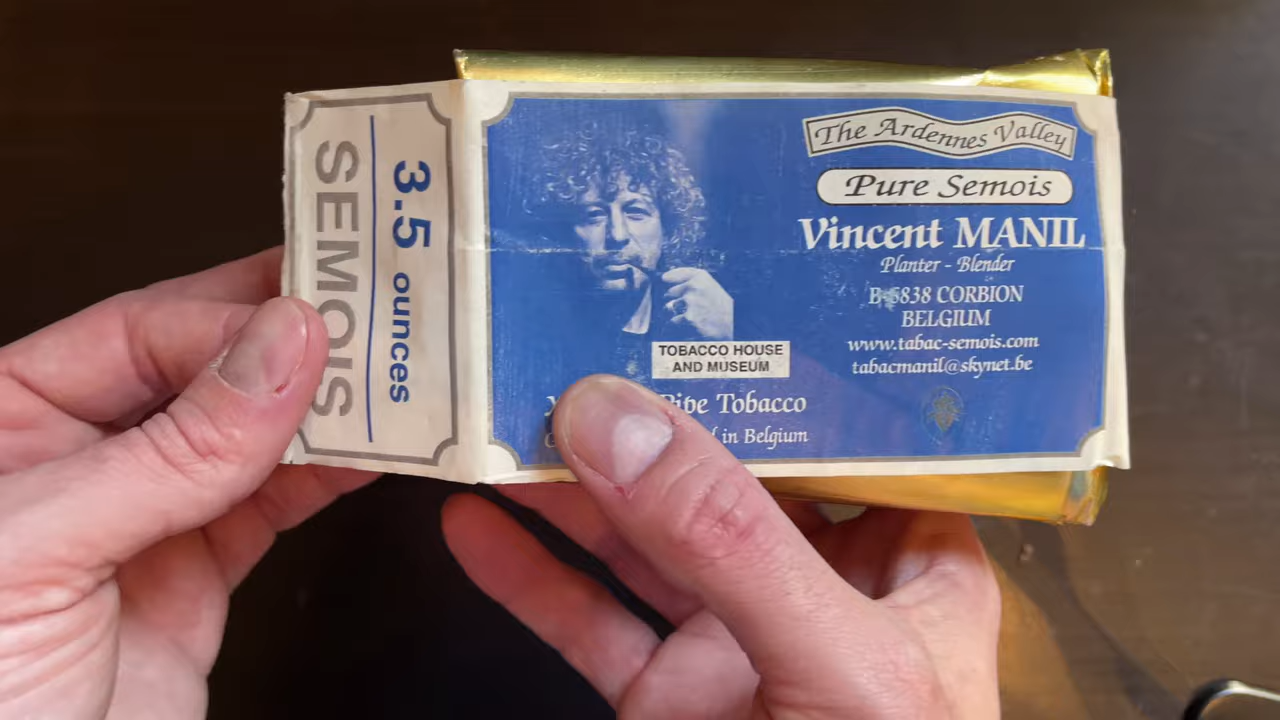 SEMOIS
3.5 ounces
The Ardennes Valley
Pure Semois
Vincent MANIL
Planter - Blender
B-6838 CORBION
BELGIUM
www.tabac-semois.com
tabacmanil@skynet.be
TOBACCO HOUSE
AND MUSEUM
Pipe Tobacco
in Belgium